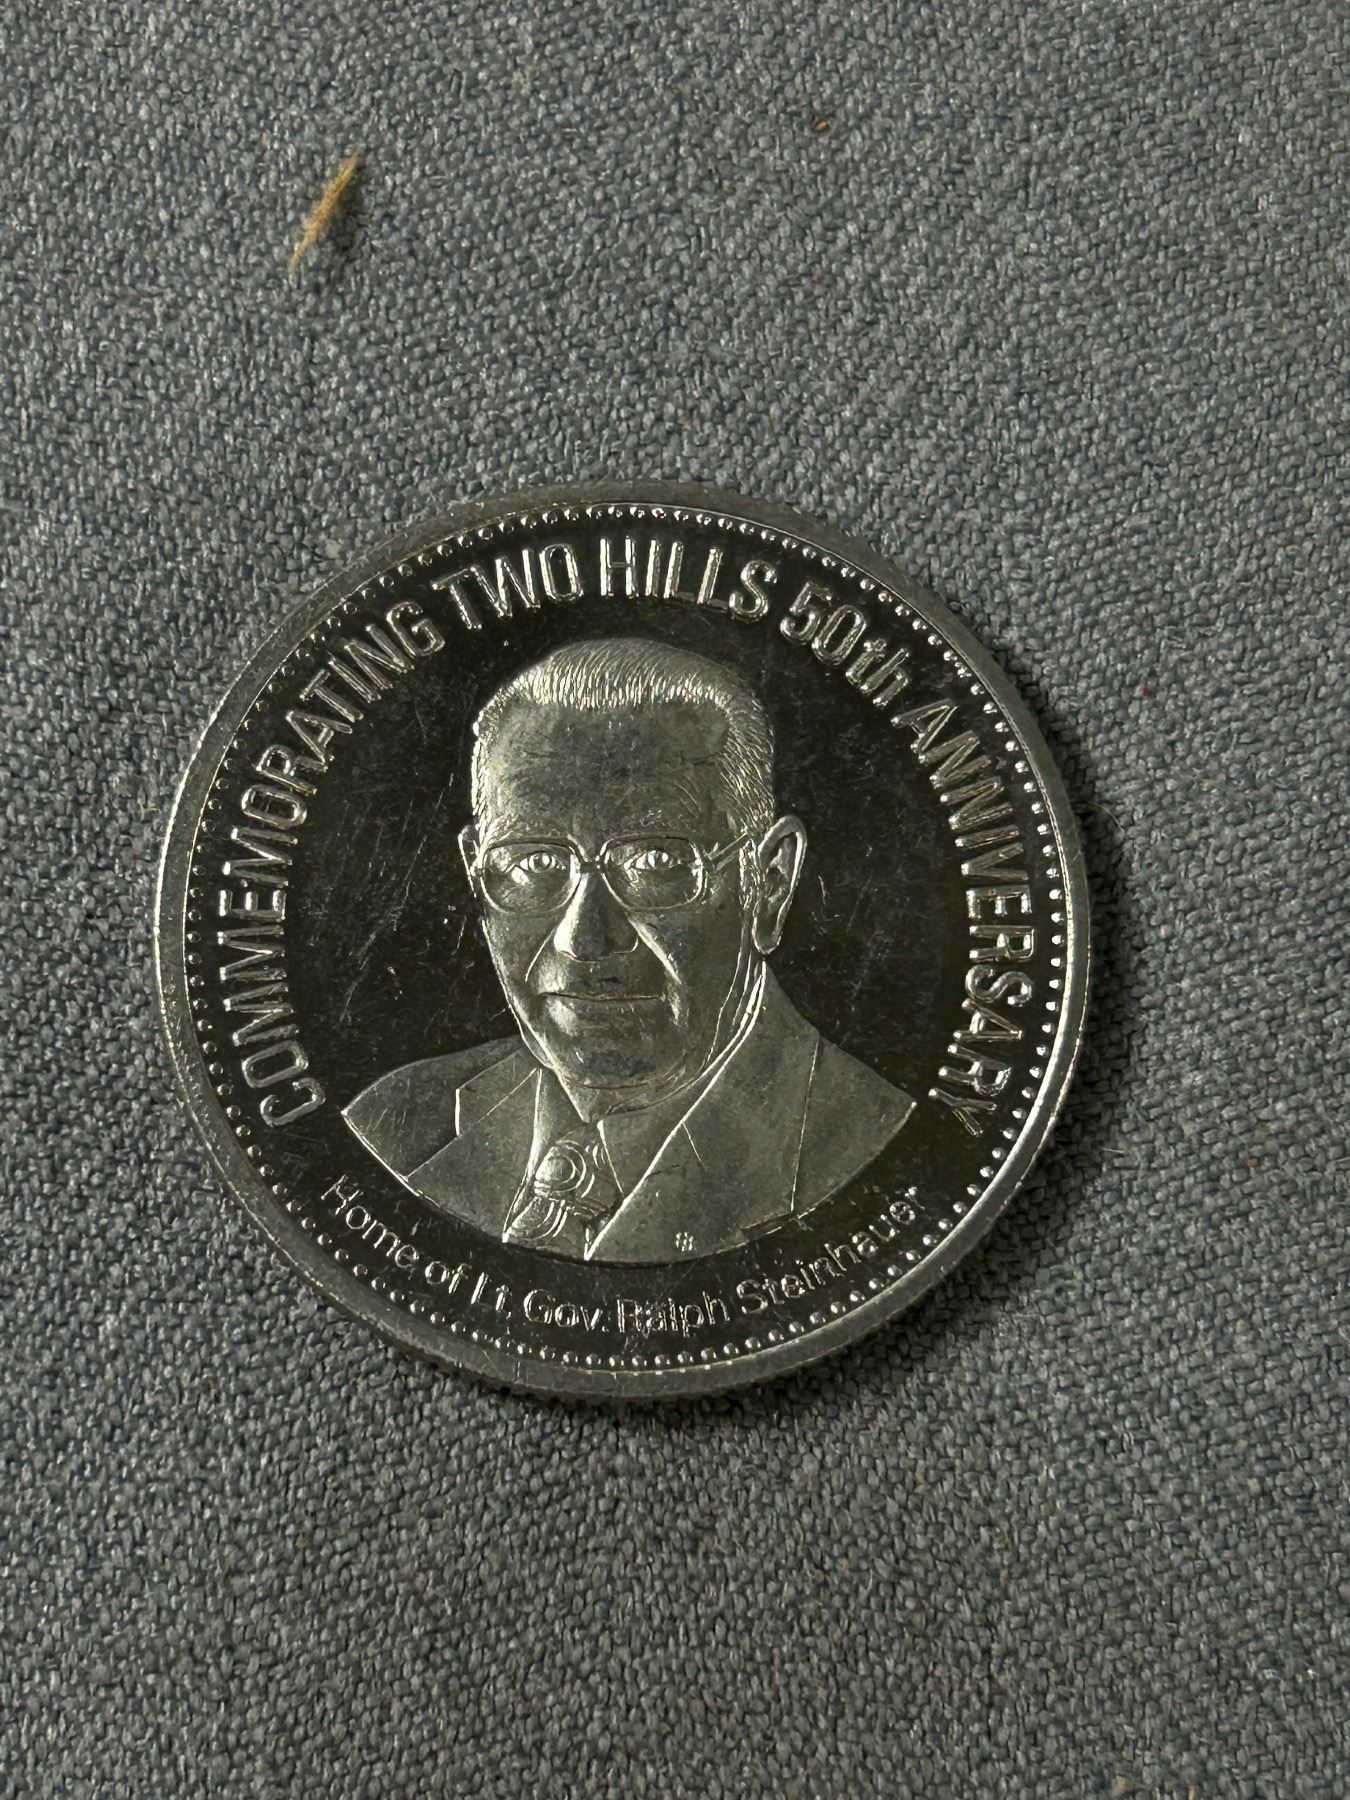 COMMEMORATING TWO HILLS 50th ANNIVERSARY
Home of Lt. Gov. Ralph Steinhauer